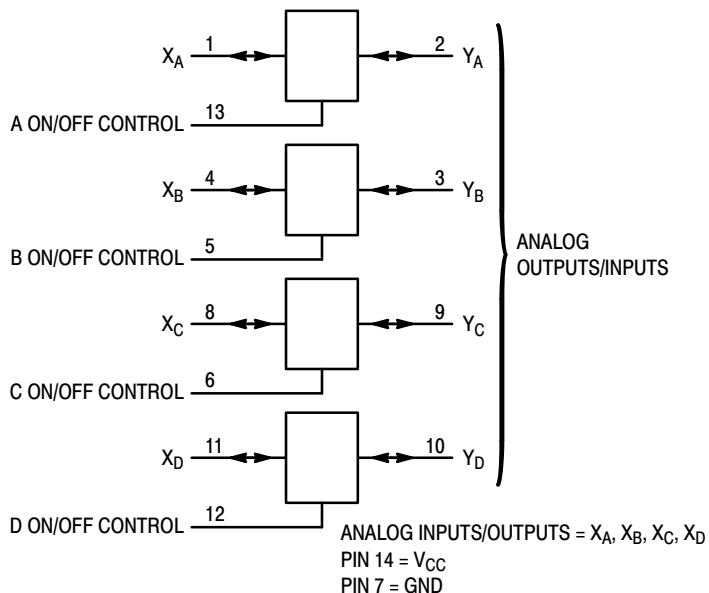 X_A 1 2 Y_A
A ON/OFF CONTROL 13
X_B 4 3 Y_B
B ON/OFF CONTROL 5
ANALOG
OUTPUTS/INPUTS
X_C 8 9 Y_C
C ON/OFF CONTROL 6
X_D 11 10 Y_D
D ON/OFF CONTROL 12
ANALOG INPUTS/OUTPUTS = X_A, X_B, X_C, X_D
PIN 14 = V_CC
PIN 7 = GND